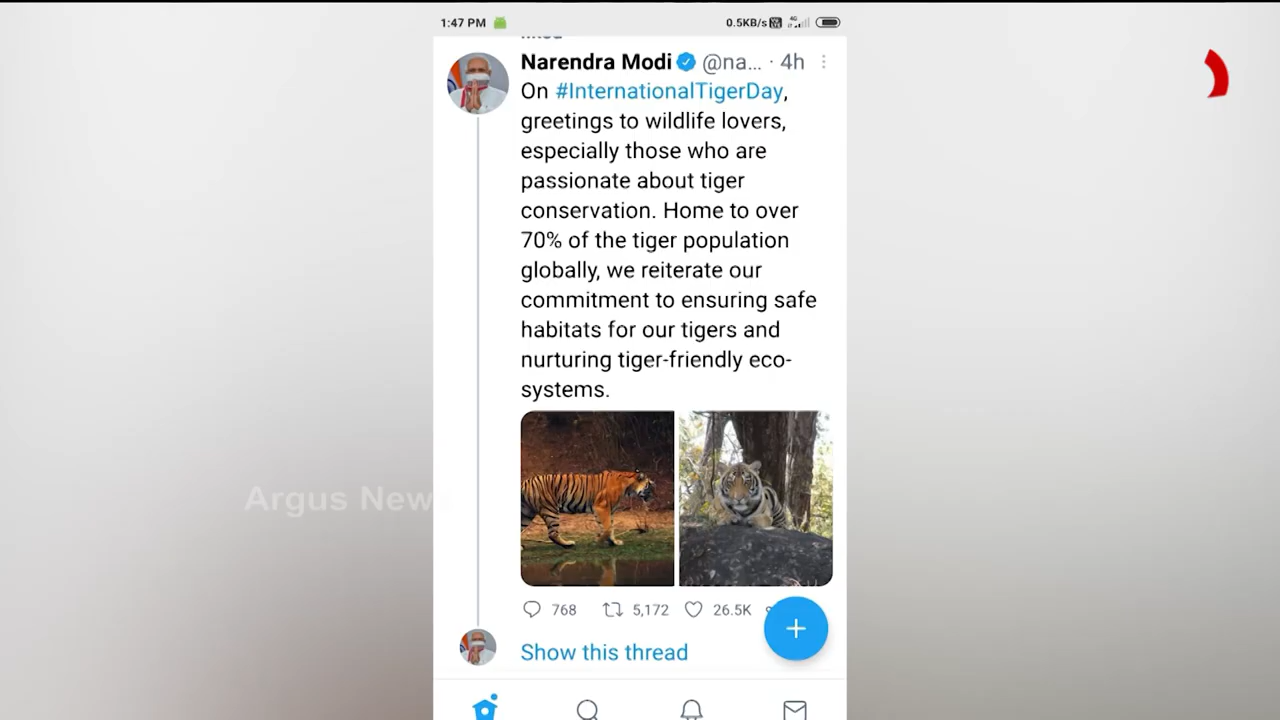 1:47 PM
0.5KB/s
4G
Narendra Modi @na... · 4h
On #InternationalTigerDay,
greetings to wildlife lovers,
especially those who are
passionate about tiger
conservation. Home to over
70% of the tiger population
globally, we reiterate our
commitment to ensuring safe
habitats for our tigers and
nurturing tiger-friendly eco-
systems.
Argus News
768 5,172 26.5K
Show this thread